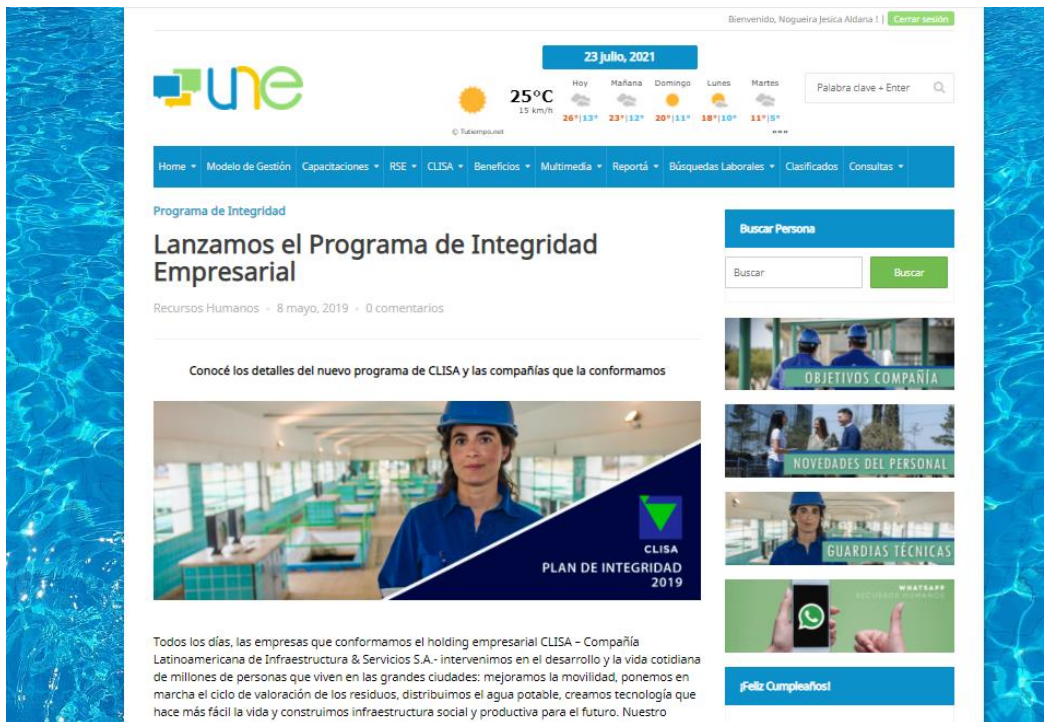 Bienvenido, Nogueira Jesica Aldana ! | Cerrar sesión
une
23 julio, 2021
25°C
15 km/h
© Tutiempo.net
Hoy Mañana Domingo Lunes Martes
26°|13° 23°|12° 20°|11° 18°|10° 11°|5°
Palabra clave + Enter
Home Modelo de Gestión Capacitaciones RSE CLISA Beneficios Multimedia Reportá Búsquedas Laborales Clasificados Consultas
Programa de Integridad
Lanzamos el Programa de Integridad
Empresarial
Recursos Humanos • 8 mayo, 2019 • 0 comentarios
Conocé los detalles del nuevo programa de CLISA y las compañías que la conformamos
CLISA
PLAN DE INTEGRIDAD
2019
Todos los días, las empresas que conformamos el holding empresarial CLISA – Compañía
Latinoamericana de Infraestructura & Servicios S.A.- intervenimos en el desarrollo y la vida cotidiana
de millones de personas que viven en las grandes ciudades: mejoramos la movilidad, ponemos en
marcha el ciclo de valoración de los residuos, distribuimos el agua potable, creamos tecnología que
hace más fácil la vida y construimos infraestructura social y productiva para el futuro. Nuestro
Buscar Persona
Buscar Buscar
OBJETIVOS COMPAÑÍA
NOVEDADES DEL PERSONAL
GUARDIAS TÉCNICAS
WHATSAPP
RECURSOS HUMANOS
¡Feliz Cumpleaños!